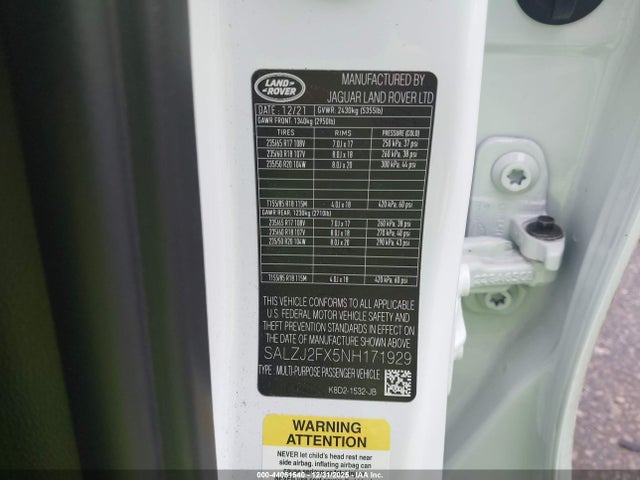 LAND
ROVER
MANUFACTURED BY
JAGUAR LAND ROVER LTD
DATE: 12/21 GVWR: 2430kg (5355lb)
GAWR FRONT: 1340kg (2950lb)
TIRES RIMS PRESSURE (COLD)
235/65 R17 108V 7.0J x 17 250 kPa, 37 psi
235/60 R18 107V 8.0J x 18 260 kPa, 38 psi
235/50 R20 104W 8.0J x 20 300 kPa, 44 psi
T155/85 R18 115M 4.0J x 18 420 kPa, 60 psi
GAWR REAR: 1230kg (2710lb)
235/65 R17 108V 7.0J x 17 260 kPa, 38 psi
235/60 R18 107V 8.0J x 18 270 kPa, 40 psi
235/50 R20 104W 8.0J x 20 290 kPa, 43 psi
T155/85 R18 115M 4.0J x 18 420 kPa, 60 psi
THIS VEHICLE CONFORMS TO ALL APPLICABLE
U.S. FEDERAL MOTOR VEHICLE SAFETY AND
THEFT PREVENTION STANDARDS IN EFFECT ON
THE DATE OF MANUFACTURE SHOWN ABOVE
SALZJ2FX5NH171929
TYPE: MULTI-PURPOSE PASSENGER VEHICLE
K8D2-1532-JB
WARNING
ATTENTION
NEVER let child's head rest near
side airbag, inflating airbag can
000-44051540 - 12/31/2025 - COPART